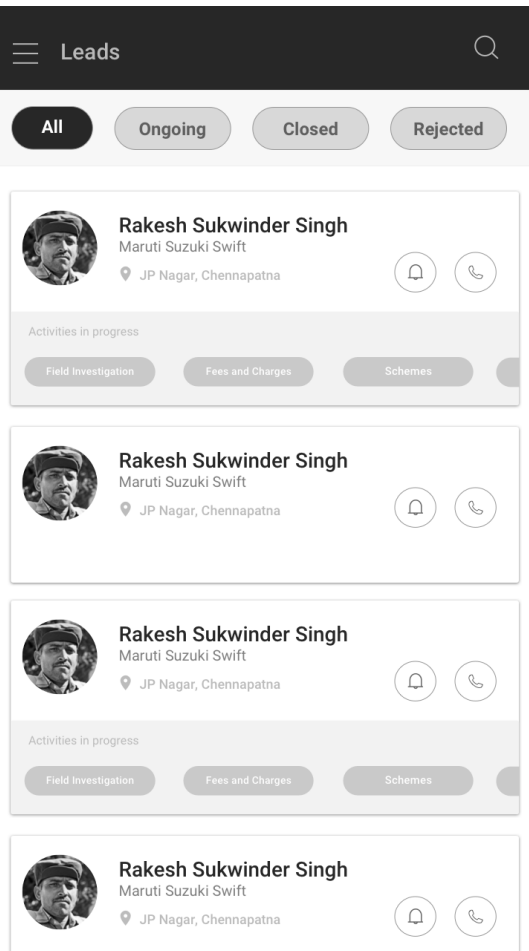 Leads
All Ongoing Closed Rejected
Rakesh Sukwinder Singh
Maruti Suzuki Swift
JP Nagar, Chennapatna
Activities in progress
Field Investigation Fees and Charges Schemes
Rakesh Sukwinder Singh
Maruti Suzuki Swift
JP Nagar, Chennapatna
Rakesh Sukwinder Singh
Maruti Suzuki Swift
JP Nagar, Chennapatna
Activities in progress
Field Investigation Fees and Charges Schemes
Rakesh Sukwinder Singh
Maruti Suzuki Swift
JP Nagar, Chennapatna